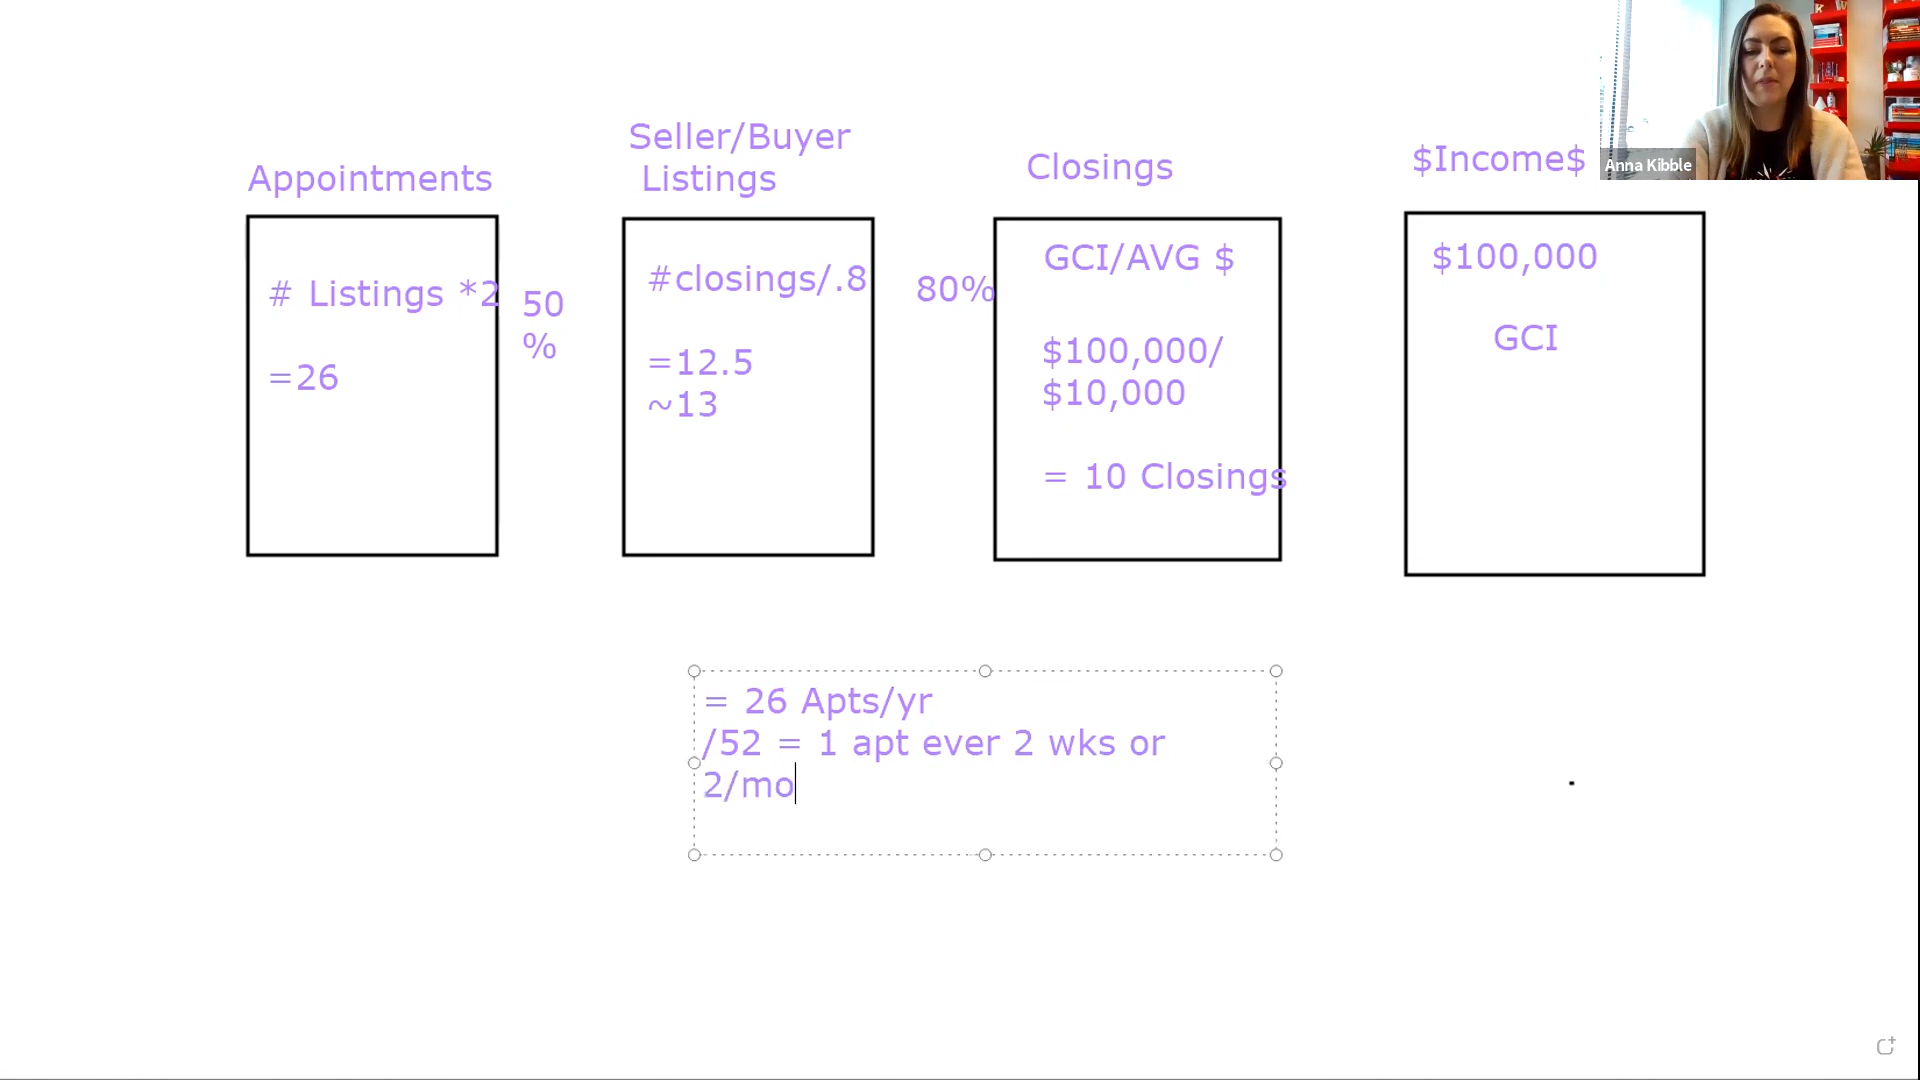 Appointments
# Listings *2
=26
50
%
Seller/Buyer
Listings
#closings/.8
=12.5
~13
80%
Closings
GCI/AVG $
$100,000/
$10,000
= 10 Closings
$Income$
$100,000
GCI
Anna Kibble
= 26 Apts/yr
/52 = 1 apt ever 2 wks or
2/mo